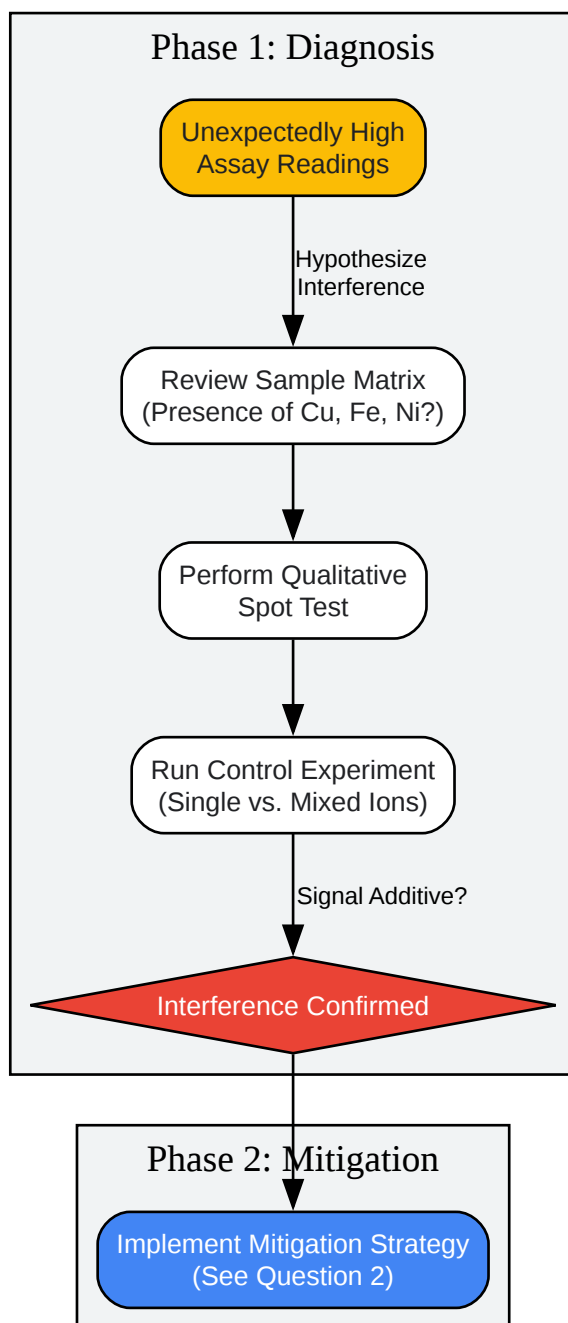 Phase 1: Diagnosis
Unexpectedly High
Assay Readings
Hypothesize
Interference
Review Sample Matrix
(Presence of Cu, Fe, Ni?)
Perform Qualitative
Spot Test
Run Control Experiment
(Single vs. Mixed Ions)
Signal Additive?
Interference Confirmed
Phase 2: Mitigation
Implement Mitigation Strategy
(See Question 2)